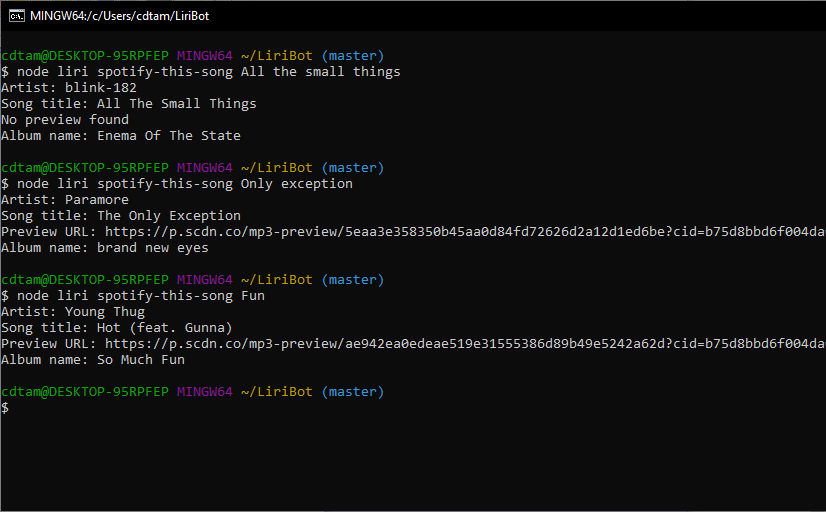 MINGW64:/c/Users/cdtam/LiriBot
cdtam@DESKTOP-95RPFEP MINGW64 ~/LiriBot (master)
$ node liri spotify-this-song All the small things
Artist: blink-182
Song title: All The Small Things
No preview found
Album name: Enema Of The State
cdtam@DESKTOP-95RPFEP MINGW64 ~/LiriBot (master)
$ node liri spotify-this-song Only exception
Artist: Paramore
Song title: The Only Exception
Preview URL: https://p.scdn.co/mp3-preview/5eaa3e358350b45aa0d84fd72626d2a12d1ed6be?cid=b75d8bbd6f004da
Album name: brand new eyes
cdtam@DESKTOP-95RPFEP MINGW64 ~/LiriBot (master)
$ node liri spotify-this-song Fun
Artist: Young Thug
Song title: Hot (feat. Gunna)
Preview URL: https://p.scdn.co/mp3-preview/ae942ea0edeae519e31555386d89b49e5242a62d?cid=b75d8bbd6f004da
Album name: So Much Fun
cdtam@DESKTOP-95RPFEP MINGW64 ~/LiriBot (master)
$